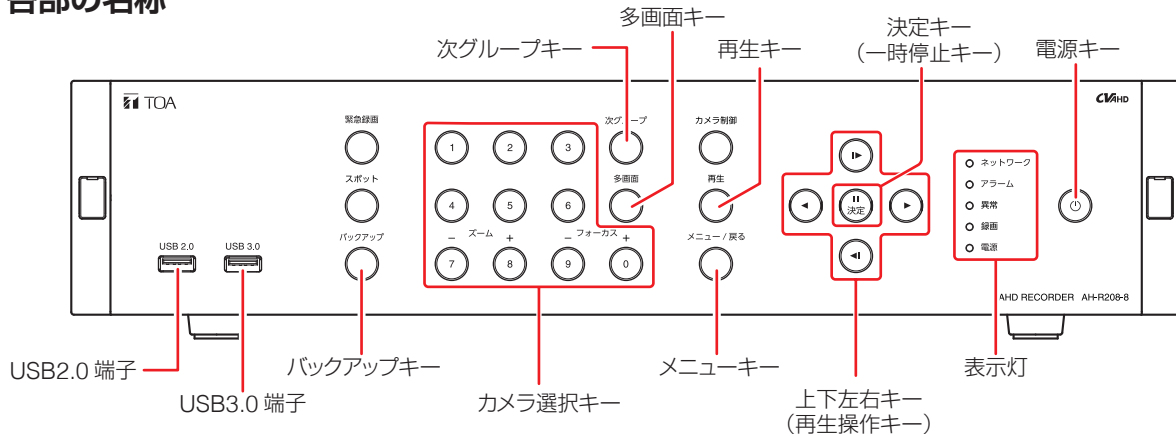 各部の名称
多画面キー
決定キー
（一時停止キー）
次グループキー
再生キー
電源キー
TOA
CVAHD
緊急録画
次グループ
カメラ制御
1
2
3
ネットワーク
スポット
多画面
再生
アラーム
4
5
6
決定
異常
録画
電源
バックアップ
− ズーム +
− フォーカス +
メニュー / 戻る
USB 2.0
USB 3.0
7
8
9
0
AHD RECORDER AH-R208-8
USB2.0 端子
バックアップキー
メニューキー
表示灯
USB3.0 端子
カメラ選択キー
上下左右キー
（再生操作キー）